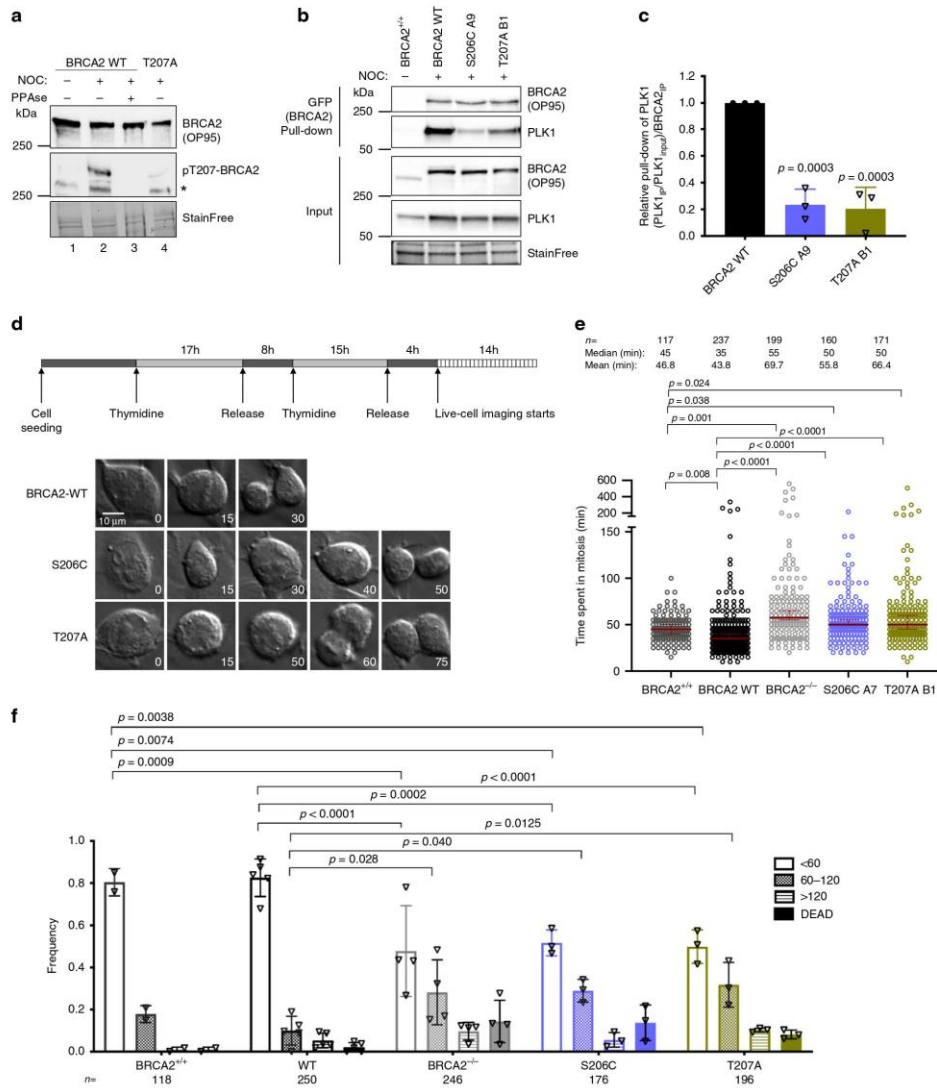 a
BRCA2 WT T207A
NOC: – + + +
PPAse – – + –
kDa
BRCA2
(OP95)
250
pT207-BRCA2
*
250
StainFree
1 2 3 4
b
BRCA2+/+ BRCA2 WT S206C A9 T207A B1
NOC: – + + +
kDa
GFP
(BRCA2)
Pull-down
250
BRCA2
(OP95)
50
PLK1
Input
250
BRCA2
(OP95)
PLK1
50
StainFree
c
Relative pull-down of PLK1
(PLK1IP/PLK1input)/BRCA2IP
1.2
1.0
0.8
0.6
0.4
0.2
0.0
p = 0.0003
p = 0.0003
BRCA2 WT S206C A9 T207A B1
d
17h 8h 15h 4h 14h
Cell
seeding
Thymidine Release Thymidine Release Live-cell imaging starts
BRCA2-WT
10 μm
0 15 30
S206C
0 15 30 40 50
T207A
0 15 50 60 75
e
n= 117 237 199 160 171
Median (min): 45 35 55 50 50
Mean (min): 46.8 43.8 69.7 55.8 66.4
p = 0.024
p = 0.038
p = 0.001
p < 0.0001
p < 0.0001
p = 0.008
p < 0.0001
Time spent in mitosis (min)
600
400
200
150
100
50
0
BRCA2+/+ BRCA2 WT BRCA2–/– S206C A7 T207A B1
f
p = 0.0038
p = 0.0074
p = 0.0009
p < 0.0001
p = 0.0002
p < 0.0001
p = 0.0125
p = 0.040
p = 0.028
Frequency
1.0
0.8
0.6
0.4
0.2
0.0
<60
60–120
>120
DEAD
BRCA2+/+ WT BRCA2–/– S206C T207A
n= 118 250 246 176 196